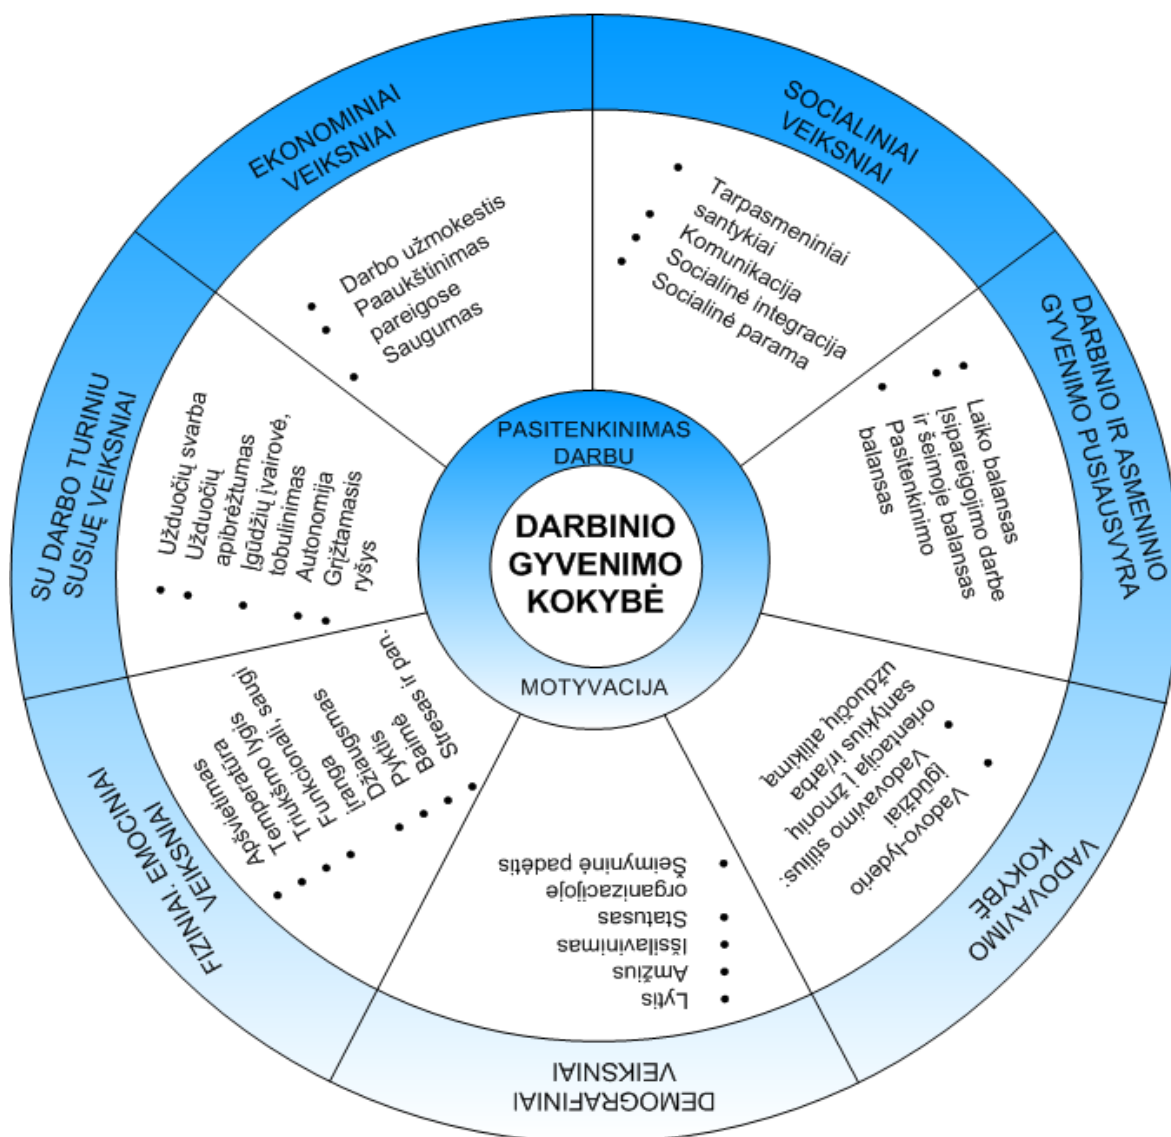 EKONOMINIAI
VEIKSNIAI
• Darbo užmokestis
• Paaukštinimas
pareigose
• Saugumas
SOCIALINIAI
VEIKSNIAI
• Tarpasmeniniai
santykiai
• Komunikacija
• Socialinė integracija
• Socialinė parama
DARBINIO IR ASMENINIO
GYVENIMO PUSIAUSVYRA
• Laiko balansas
• Įsipareigojimo darbe
ir šeimoje balansas
• Pasitenkinimo
balansas
VADOVAVIMO
KOKYBĖ
• Vadovo-lyderio
įgūdžiai
• Vadovavimo stilius:
orientacija į žmonių
santykius ir/arba
užduočių atlikimą
DEMOGRAFINIAI
VEIKSNIAI
• Lytis
• Amžius
• Išsilavinimas
• Statusas
organizacijoje
• Šeimyninė padėtis
FIZINIAI, EMOCINIAI
VEIKSNIAI
• Apšvietimas
• Temperatūra
• Triukšmo lygis
• Funkcionali, saugi
įranga
• Džiaugsmas
• Pyktis
• Baimė
• Stresas ir pan.
SU DARBO TURINIU
SUSIJĘ VEIKSNIAI
• Užduočių svarba
• Užduočių
apibrėžtumas
• Įgūdžių įvairovė,
tobulinimas
• Autonomija
• Grįžtamasis
ryšys
PASITENKINIMAS
DARBU
DARBINIO
GYVENIMO
KOKYBĖ
MOTYVACIJA